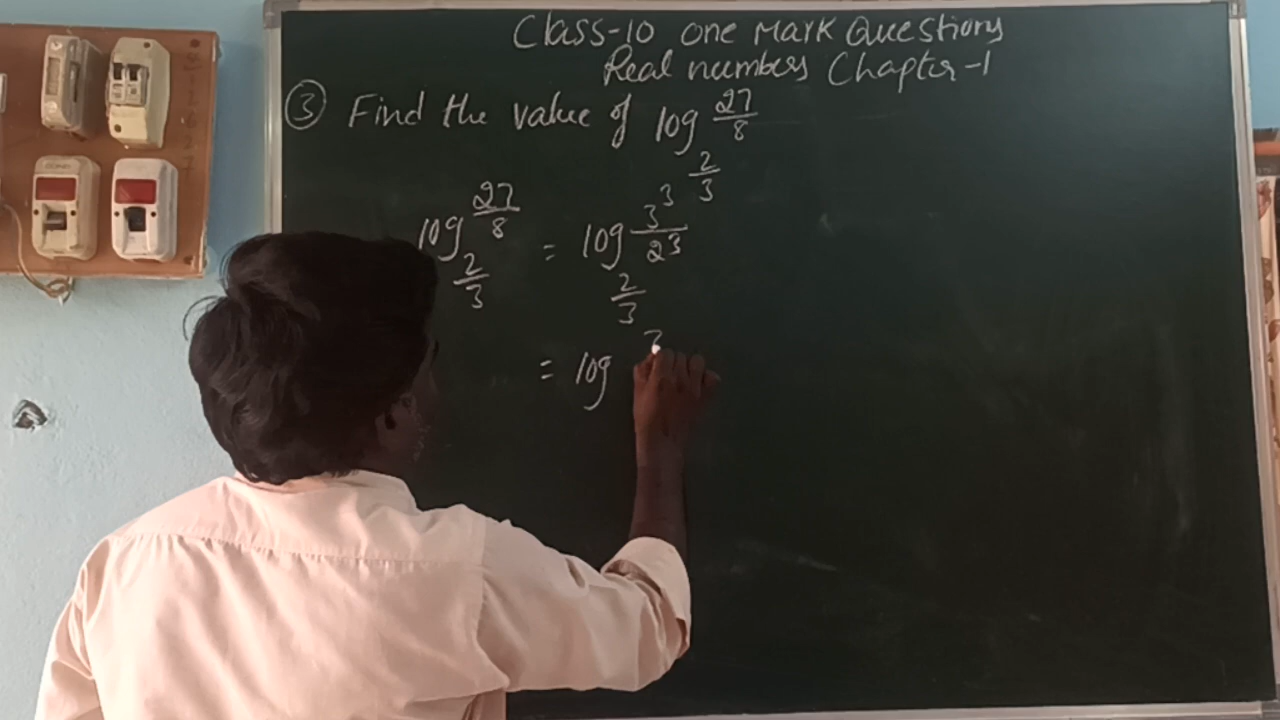 Class-10 one Mark Questions
Real numbers Chapter-1
③ Find the value of log 27/8
2/3
log 27/8 2/3 = log 3³/2³ 2/3
= log